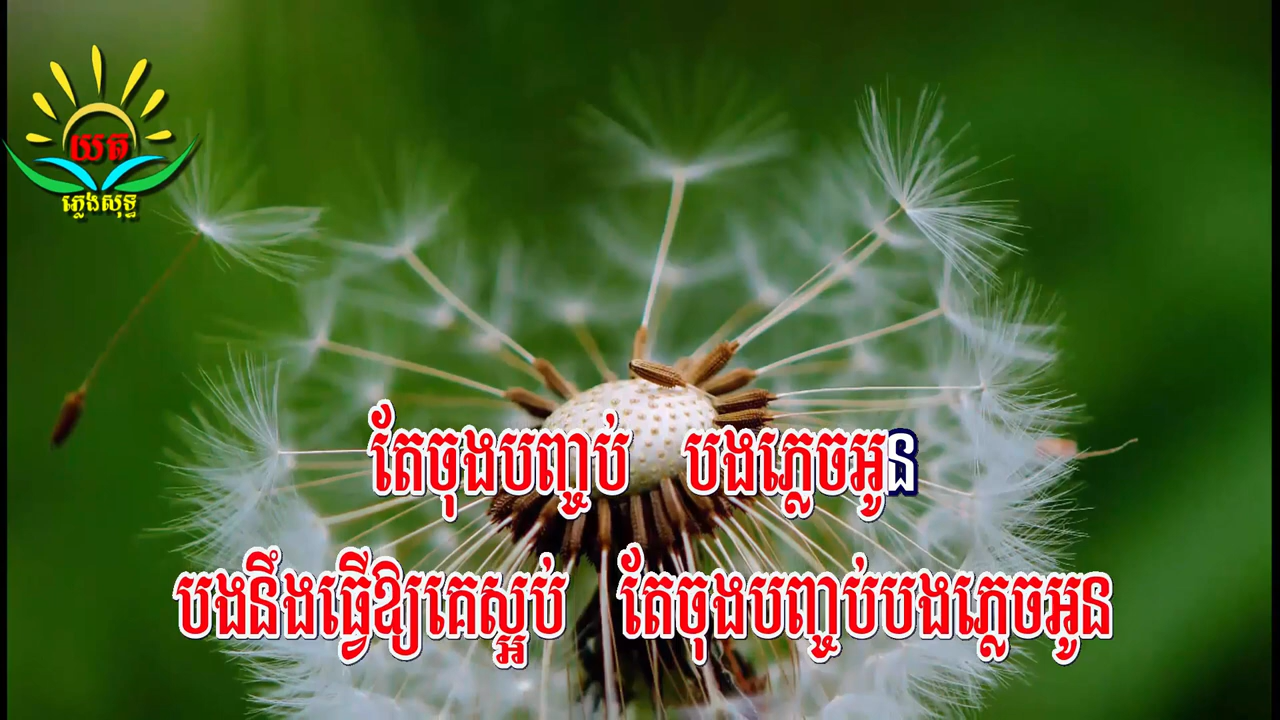 យត
ភ្លេងសុទ្ធ
តែចុងបញ្ចប់ បងភ្លេចអូន
បងនឹងធ្វើឱ្យគេស្អប់ តែចុងបញ្ចប់បងភ្លេចអូន